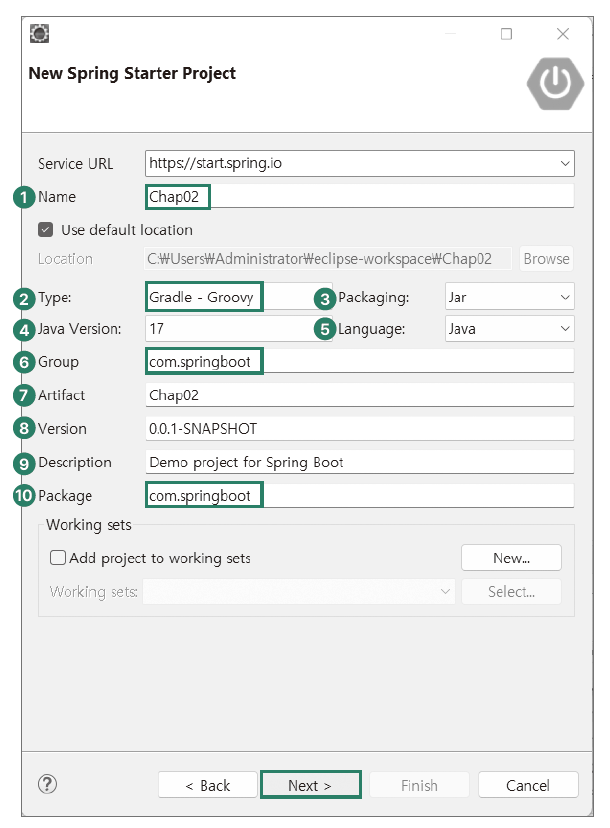 New Spring Starter Project
Service URL https://start.spring.io
1 Name Chap02
Use default location
Location C:₩Users₩Administrator₩eclipse-workspace₩Chap02 Browse
2 Type: Gradle - Groovy 3 Packaging: Jar
4 Java Version: 17 5 Language: Java
6 Group com.springboot
7 Artifact Chap02
8 Version 0.0.1-SNAPSHOT
9 Description Demo project for Spring Boot
10 Package com.springboot
Working sets
Add project to working sets New...
Working sets: Select...
? < Back Next > Finish Cancel